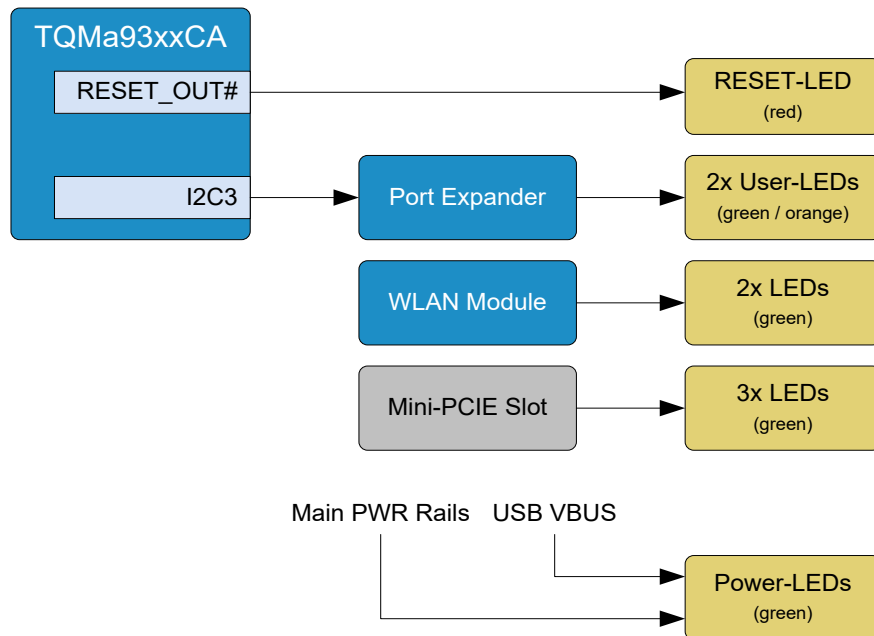 TQMa93xxCA
RESET_OUT#
RESET-LED
(red)
I2C3
Port Expander
2x User-LEDs
(green / orange)
WLAN Module
2x LEDs
(green)
Mini-PCIE Slot
3x LEDs
(green)
Main PWR Rails
USB VBUS
Power-LEDs
(green)